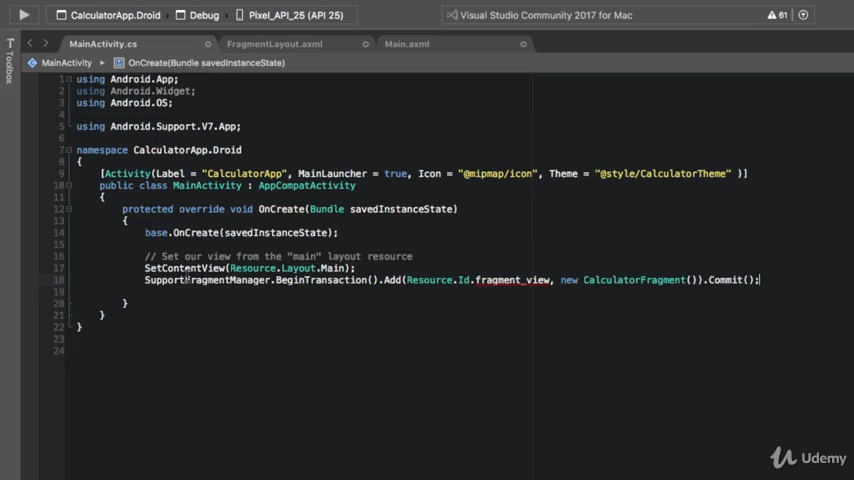 CalculatorApp.Droid
Debug
Pixel_API_25 (API 25)
Visual Studio Community 2017 for Mac
61
Toolbox
MainActivity.cs
FragmentLayout.axml
Main.axml
MainActivity
OnCreate(Bundle savedInstanceState)
1 using Android.App;
2 using Android.Widget;
3 using Android.OS;
4
5 using Android.Support.V7.App;
6
7 namespace CalculatorApp.Droid
8 {
9 [Activity(Label = "CalculatorApp", MainLauncher = true, Icon = "@mipmap/icon", Theme = "@style/CalculatorTheme" )]
10 public class MainActivity : AppCompatActivity
11 {
12 protected override void OnCreate(Bundle savedInstanceState)
13 {
14 base.OnCreate(savedInstanceState);
15
16 // Set our view from the "main" layout resource
17 SetContentView(Resource.Layout.Main);
18 SupportFragmentManager.BeginTransaction().Add(Resource.Id.fragment_view, new CalculatorFragment()).Commit();
19
20 }
21 }
22 }
23
24
Udemy